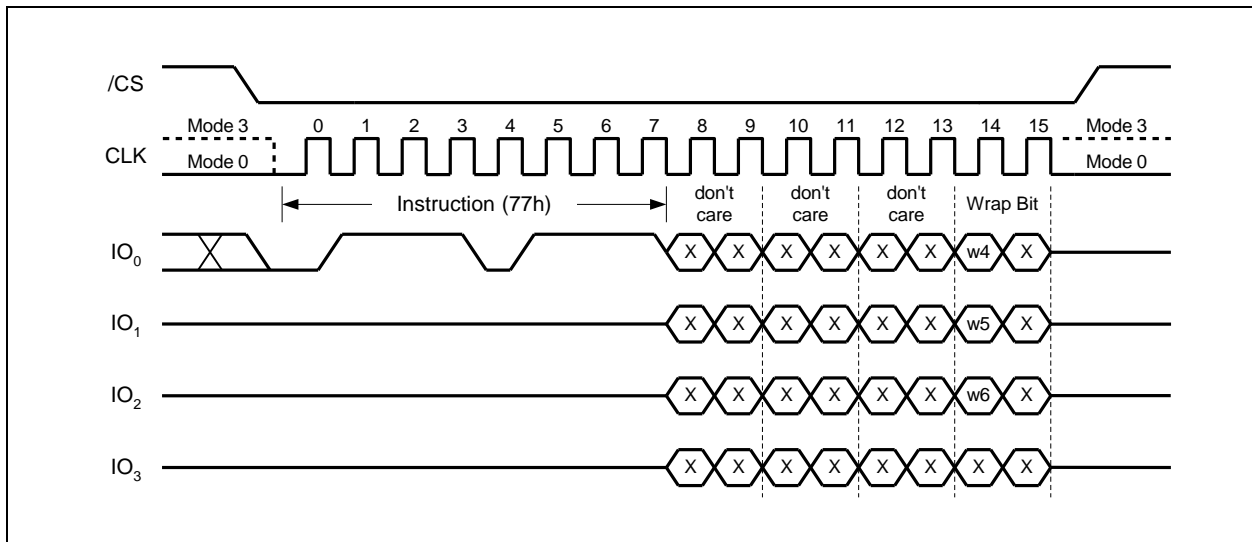 /CS
Mode 3 0 1 2 3 4 5 6 7 8 9 10 11 12 13 14 15 Mode 3
CLK Mode 0 Mode 0
Instruction (77h) don't care don't care don't care Wrap Bit
IO0 X X X X X X w4 X
IO1 X X X X X X w5 X
IO2 X X X X X X w6 X
IO3 X X X X X X X X